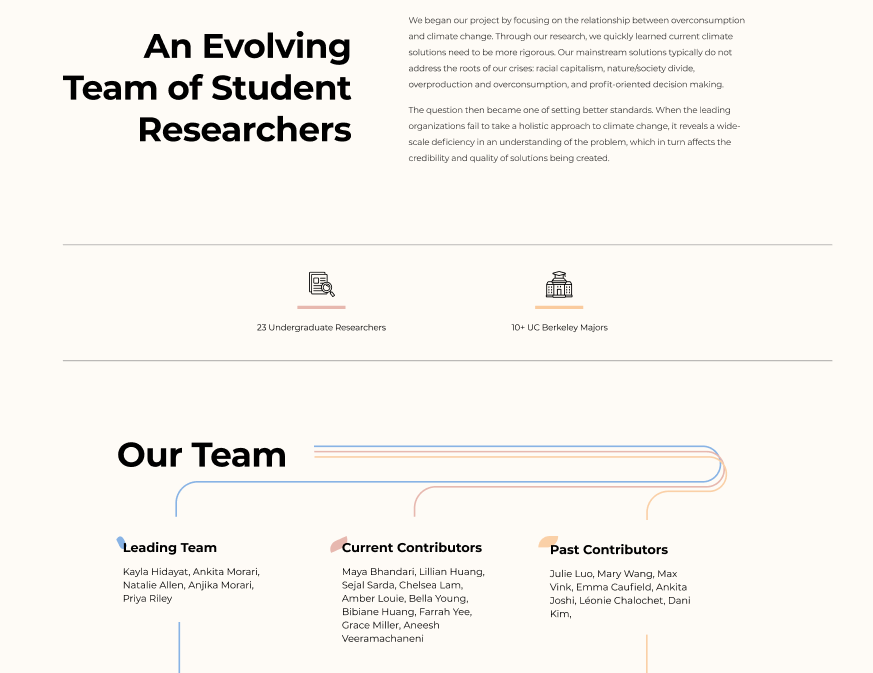 An Evolving
Team of Student
Researchers
We began our project by focusing on the relationship between overconsumption
and climate change. Through our research, we quickly learned current climate
solutions need to be more rigorous. Our mainstream solutions typically do not
address the roots of our crises: racial capitalism, nature/society divide,
overproduction and overconsumption, and profit-oriented decision making.
The question then became one of setting better standards. When the leading
organizations fail to take a holistic approach to climate change, it reveals a wide-
scale deficiency in an understanding of the problem, which in turn affects the
credibility and quality of solutions being created.
23 Undergraduate Researchers
10+ UC Berkeley Majors
Our Team
Leading Team
Kayla Hidayat, Ankita Morari,
Natalie Allen, Anjika Morari,
Priya Riley
Current Contributors
Maya Bhandari, Lillian Huang,
Sejal Sarda, Chelsea Lam,
Amber Louie, Bella Young,
Bibiane Huang, Farrah Yee,
Grace Miller, Aneesh
Veeramachaneni
Past Contributors
Julie Luo, Mary Wang, Max
Vink, Emma Caufield, Ankita
Joshi, Léonie Chalochet, Dani
Kim,